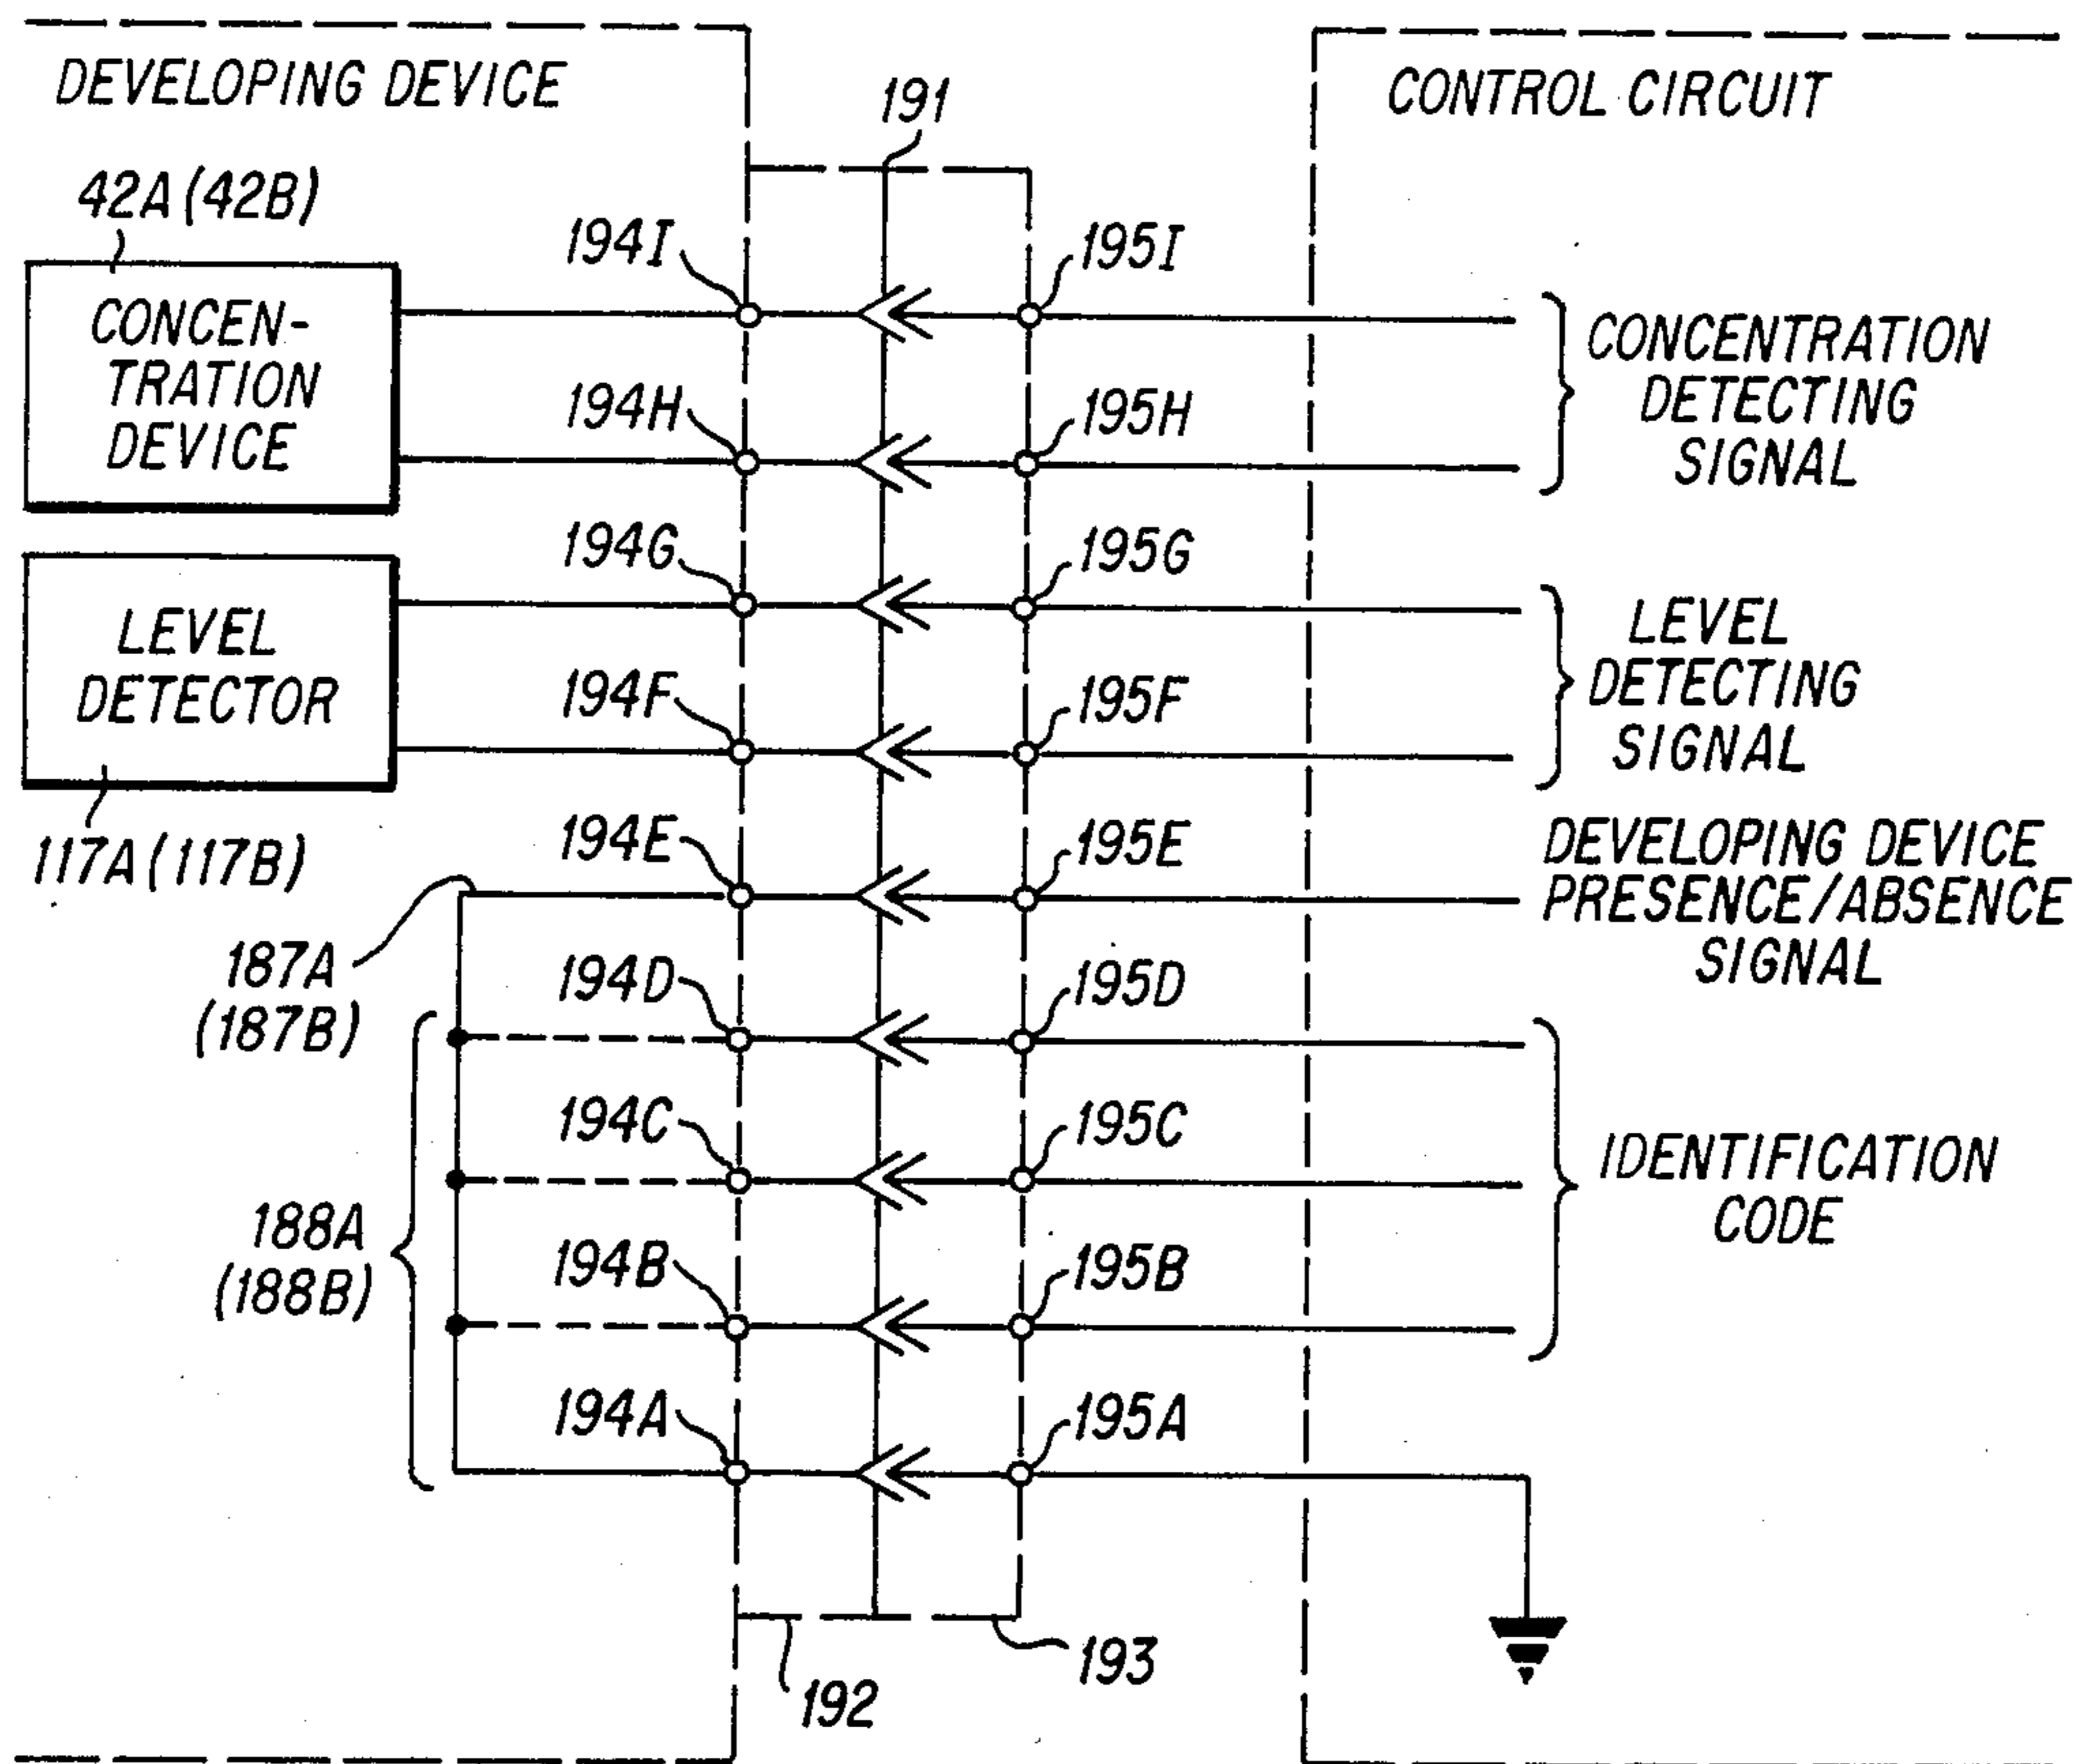 DEVELOPING DEVICE
CONTROL CIRCUIT
191
42A (42B)
CONCEN-
TRATION
DEVICE
194I
195I
194H
195H
CONCENTRATION
DETECTING
SIGNAL
LEVEL
DETECTOR
117A (117B)
194G
195G
194F
195F
LEVEL
DETECTING
SIGNAL
194E
195E
DEVELOPING DEVICE
PRESENCE/ABSENCE
SIGNAL
187A
(187B)
194D
195D
194C
195C
188A
(188B)
194B
195B
IDENTIFICATION
CODE
194A
195A
192
193